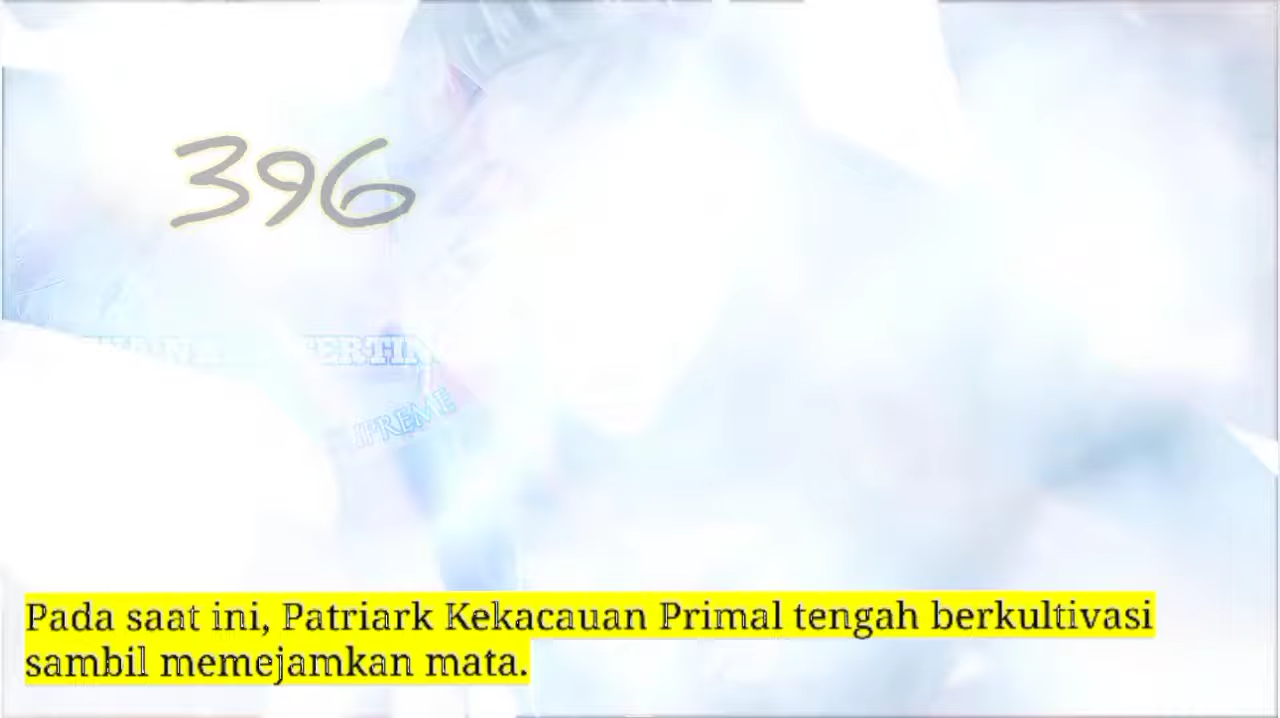 396
Pada saat ini, Patriark Kekacauan Primal tengah berkultivasi
sambil memejamkan mata.